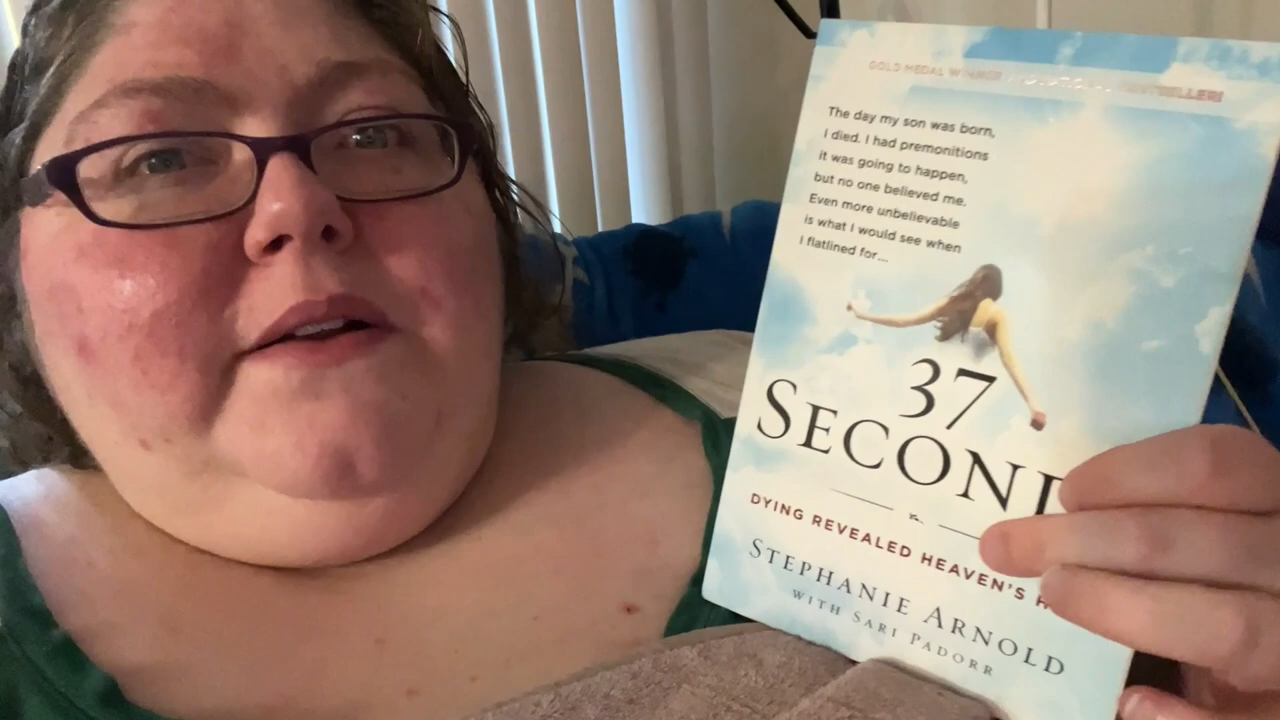 GOLD MEDAL WINNER
The day my son was born,
I died. I had premonitions
it was going to happen,
but no one believed me.
Even more unbelievable
is what I would see when
I flatlined for...
37
SECOND
DYING REVEALED HEAVEN'S H
STEPHANIE ARNOLD
WITH SARI PADORR